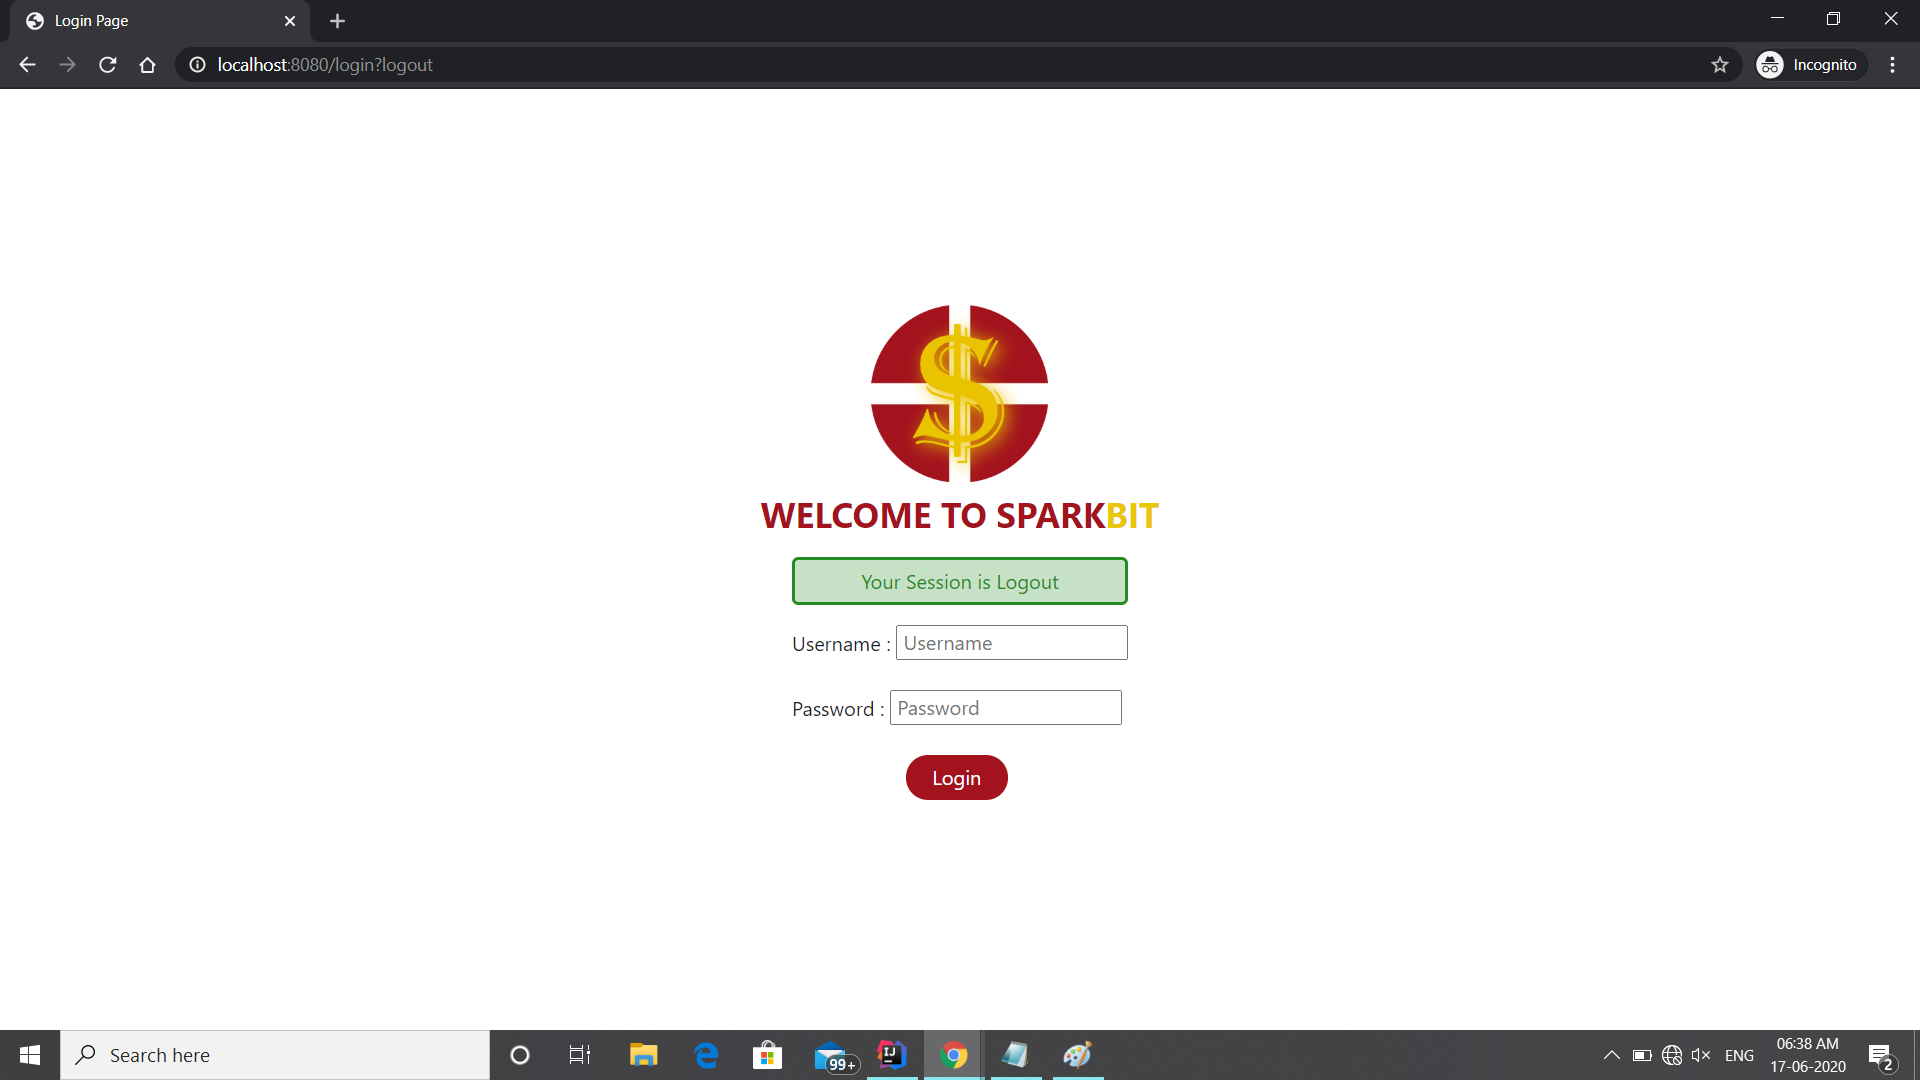 Login Page
localhost:8080/login?logout
Incognito
$
WELCOME TO SPARKBIT
Your Session is Logout
Username : Username
Password : Password
Login
Search here
99+
IJ
ENG
06:38 AM
17-06-2020
2